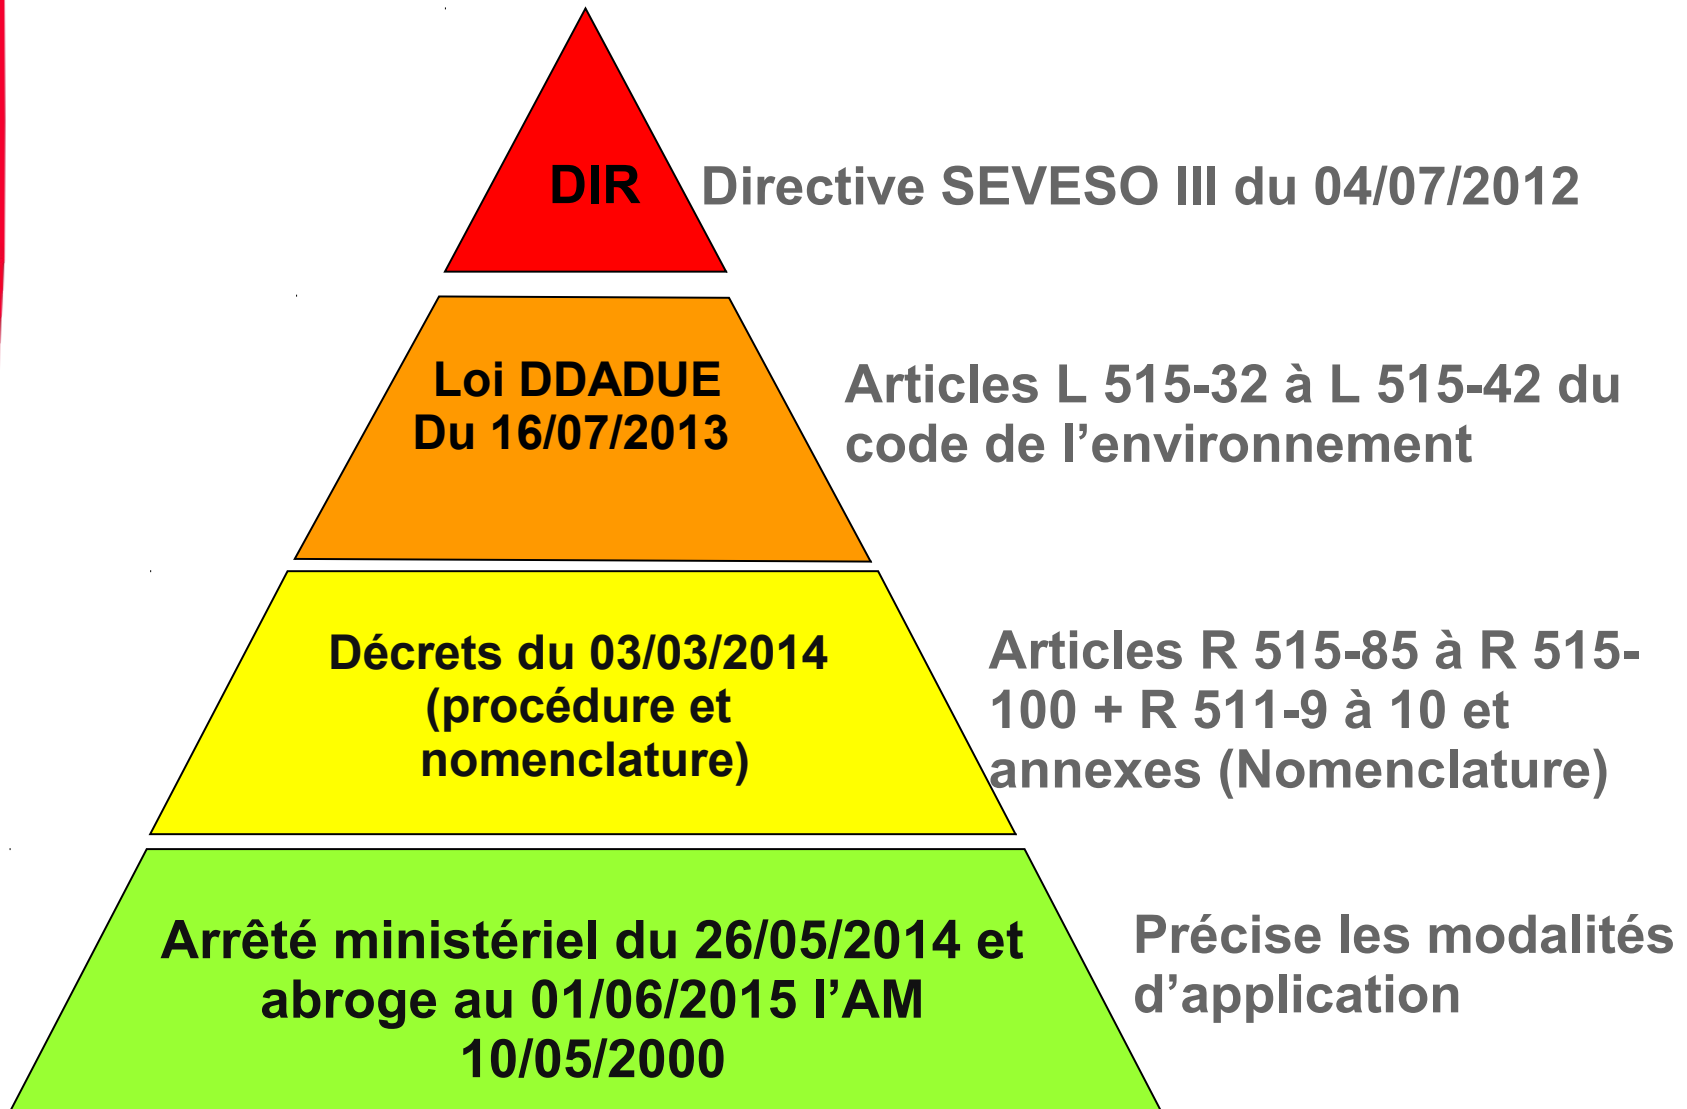 DIR
Directive SEVESO III du 04/07/2012
Loi DDADUE
Du 16/07/2013
Articles L 515-32 à L 515-42 du
code de l’environnement
Décrets du 03/03/2014
(procédure et
nomenclature)
Articles R 515-85 à R 515-
100 + R 511-9 à 10 et
annexes (Nomenclature)
Arrêté ministériel du 26/05/2014 et
abroge au 01/06/2015 l’AM
10/05/2000
Précise les modalités
d’application